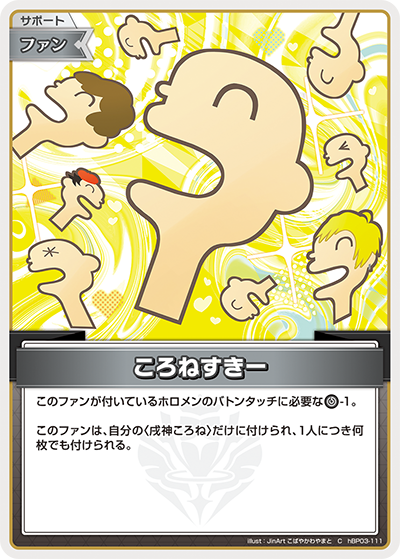 サポート
ファン
ころねすきー
このファンが付いているホロメンのバトンタッチに必要な-1。
このファンは、自分の〈戌神ころね〉だけに付けられ、1人につき何
枚でも付けられる。
illust：JinArt こばやかわやまと C hBP03-111